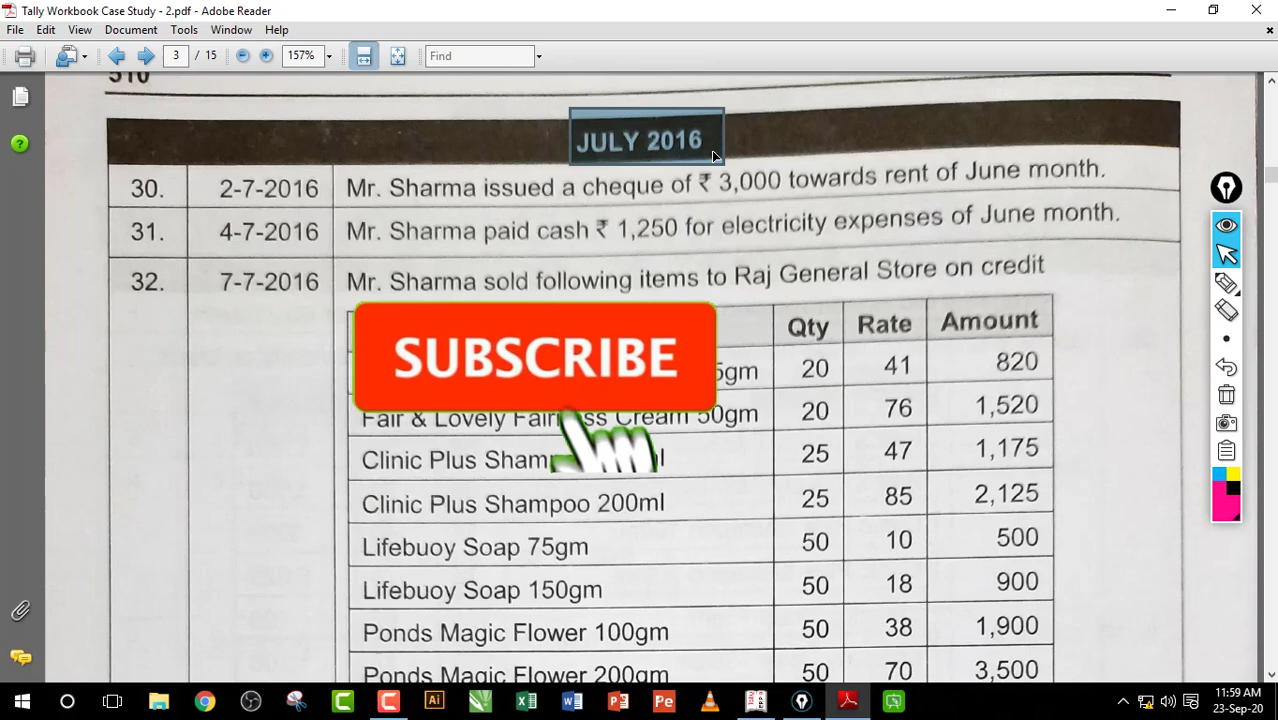 Tally Workbook Case Study - 2.pdf - Adobe Reader
File Edit View Document Tools Window Help
3 / 15 157% Find
510
JULY 2016
30. 2-7-2016 Mr. Sharma issued a cheque of ₹ 3,000 towards rent of June month.
31. 4-7-2016 Mr. Sharma paid cash ₹ 1,250 for electricity expenses of June month.
32. 7-7-2016 Mr. Sharma sold following items to Raj General Store on credit
Qty Rate Amount
SUBSCRIBE
5gm 20 41 820
Fair & Lovely Cream 50gm 20 76 1,520
Clinic Plus 25 47 1,175
Clinic Plus Shampoo 200ml 25 85 2,125
Lifebuoy Soap 75gm 50 10 500
Lifebuoy Soap 150gm 50 18 900
Ponds Magic Flower 100gm 50 38 1,900
Ponds Magic Flower 200gm 50 70 3,500
Ai Pe
11:59 AM
23-Sep-20